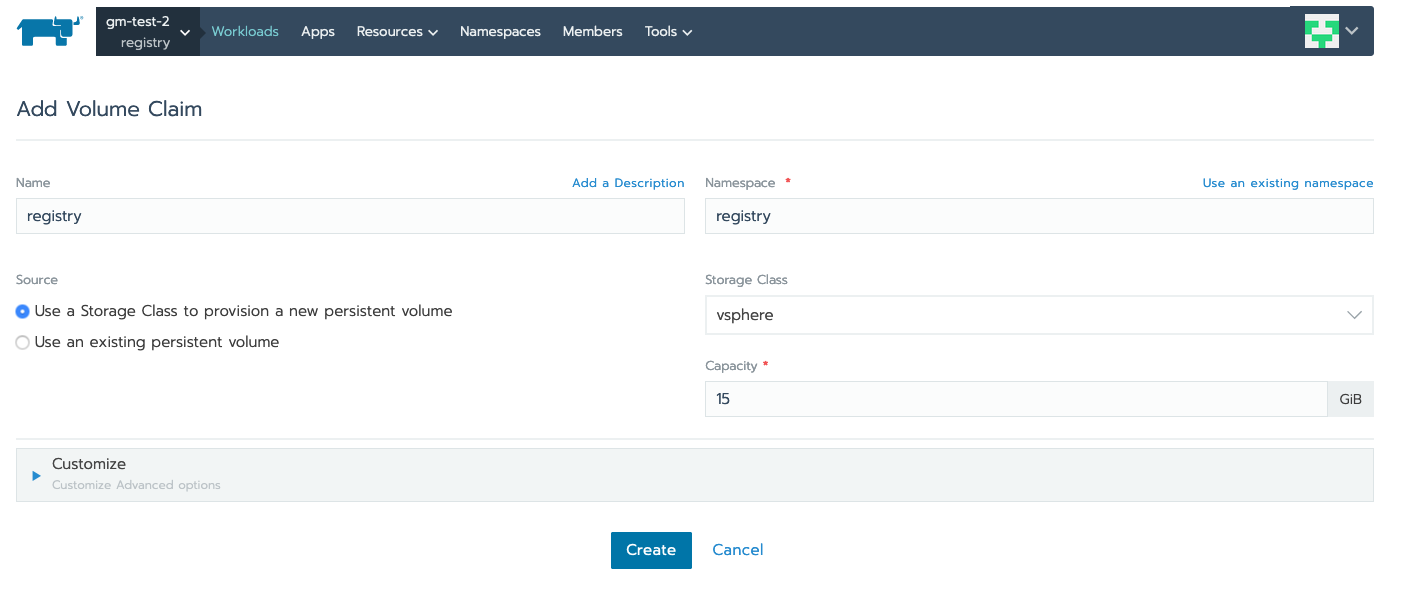 gm-test-2
registry
Workloads Apps Resources Namespaces Members Tools
Add Volume Claim
Name Add a Description
registry
Namespace * Use an existing namespace
registry
Source
Use a Storage Class to provision a new persistent volume
Use an existing persistent volume
Storage Class
vsphere
Capacity *
15 GiB
Customize
Customize Advanced options
Create Cancel